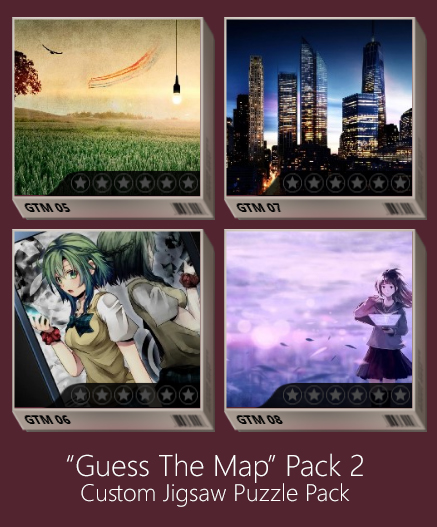 GTM 05
GTM 07
GTM 06
GTM 08
“Guess The Map” Pack 2
Custom Jigsaw Puzzle Pack